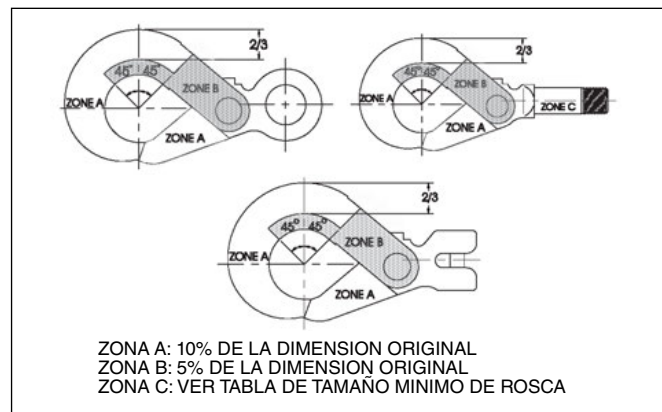 2/3
45° 45°
ZONE B
ZONE A
ZONE A
2/3
45° 45°
ZONE B
ZONE A
ZONE C
ZONE A
2/3
45° 45°
ZONE B
ZONE A
ZONE A
ZONA A: 10% DE LA DIMENSION ORIGINAL
ZONA B: 5% DE LA DIMENSION ORIGINAL
ZONA C: VER TABLA DE TAMAÑO MINIMO DE ROSCA